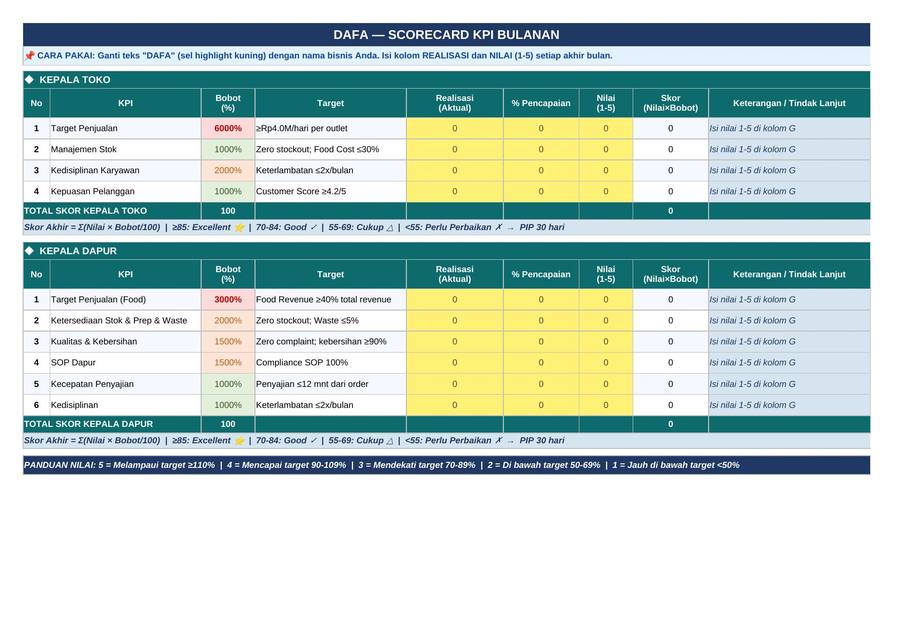 DAFA — SCORECARD KPI BULANAN
📌 CARA PAKAI: Ganti teks "DAFA" (sel highlight kuning) dengan nama bisnis Anda. Isi kolom REALISASI dan NILAI (1-5) setiap akhir bulan.
◆ KEPALA TOKO
No KPI Bobot (%) Target Realisasi (Aktual) % Pencapaian Nilai (1-5) Skor (Nilai×Bobot) Keterangan / Tindak Lanjut
1 Target Penjualan 6000% ≥Rp4.0M/hari per outlet 0 0 0 0 Isi nilai 1-5 di kolom G
2 Manajemen Stok 1000% Zero stockout; Food Cost ≤30% 0 0 0 0 Isi nilai 1-5 di kolom G
3 Kedisiplinan Karyawan 2000% Keterlambatan ≤2x/bulan 0 0 0 0 Isi nilai 1-5 di kolom G
4 Kepuasan Pelanggan 1000% Customer Score ≥4.2/5 0 0 0 0 Isi nilai 1-5 di kolom G
TOTAL SKOR KEPALA TOKO 100 0
Skor Akhir = Σ(Nilai × Bobot/100) | ≥85: Excellent ⭐ | 70-84: Good ✓ | 55-69: Cukup △ | <55: Perlu Perbaikan ✗ → PIP 30 hari
◆ KEPALA DAPUR
No KPI Bobot (%) Target Realisasi (Aktual) % Pencapaian Nilai (1-5) Skor (Nilai×Bobot) Keterangan / Tindak Lanjut
1 Target Penjualan (Food) 3000% Food Revenue ≥40% total revenue 0 0 0 0 Isi nilai 1-5 di kolom G
2 Ketersediaan Stok & Prep & Waste 2000% Zero stockout; Waste ≤5% 0 0 0 0 Isi nilai 1-5 di kolom G
3 Kualitas & Kebersihan 1500% Zero complaint; kebersihan ≥90% 0 0 0 0 Isi nilai 1-5 di kolom G
4 SOP Dapur 1500% Compliance SOP 100% 0 0 0 0 Isi nilai 1-5 di kolom G
5 Kecepatan Penyajian 1000% Penyajian ≤12 mnt dari order 0 0 0 0 Isi nilai 1-5 di kolom G
6 Kedisiplinan 1000% Keterlambatan ≤2x/bulan 0 0 0 0 Isi nilai 1-5 di kolom G
TOTAL SKOR KEPALA DAPUR 100 0
Skor Akhir = Σ(Nilai × Bobot/100) | ≥85: Excellent ⭐ | 70-84: Good ✓ | 55-69: Cukup △ | <55: Perlu Perbaikan ✗ → PIP 30 hari
PANDUAN NILAI: 5 = Melampaui target ≥110% | 4 = Mencapai target 90-109% | 3 = Mendekati target 70-89% | 2 = Di bawah target 50-69% | 1 = Jauh di bawah target <50%